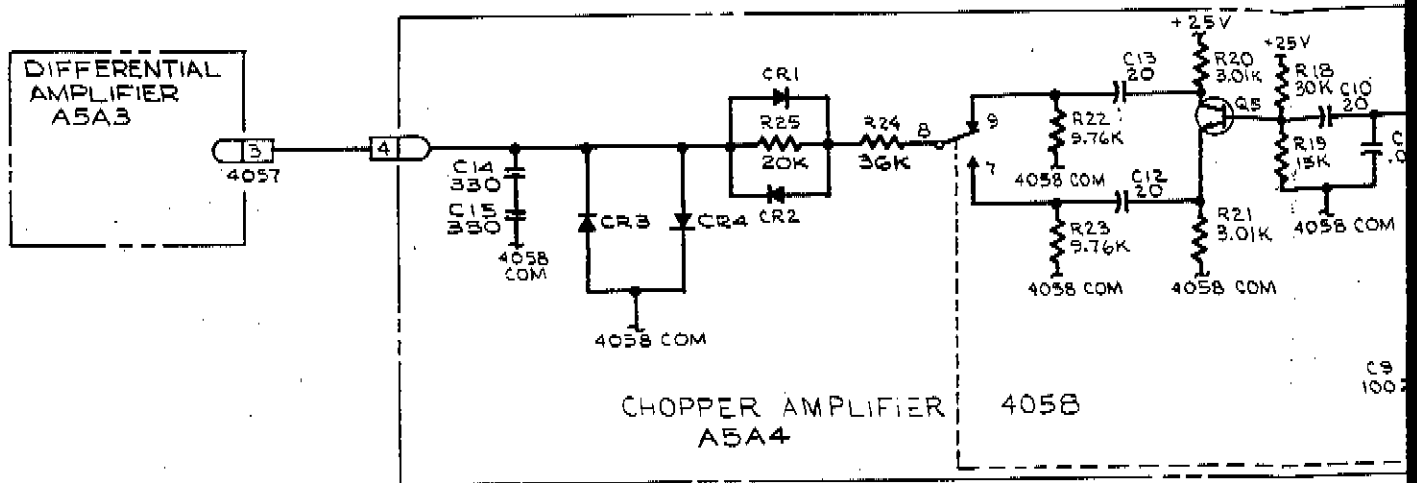 DIFFERENTIAL
AMPLIFIER
A5A3
3
4057
4
C14
330
C15
330
4058
COM
CR3
CR4
4058 COM
CR1
R25
20K
CR2
R24
36K
8
9
7
R22
9.76K
4058 COM
C13
20
C12
20
R23
9.76K
4058 COM
+25V
R20
3.01K
Q5
R21
3.01K
4058 COM
+25V
R18
30K
C10
20
R19
15K
4058 COM
C
.0
C9
100
CHOPPER AMPLIFIER 4058
A5A4